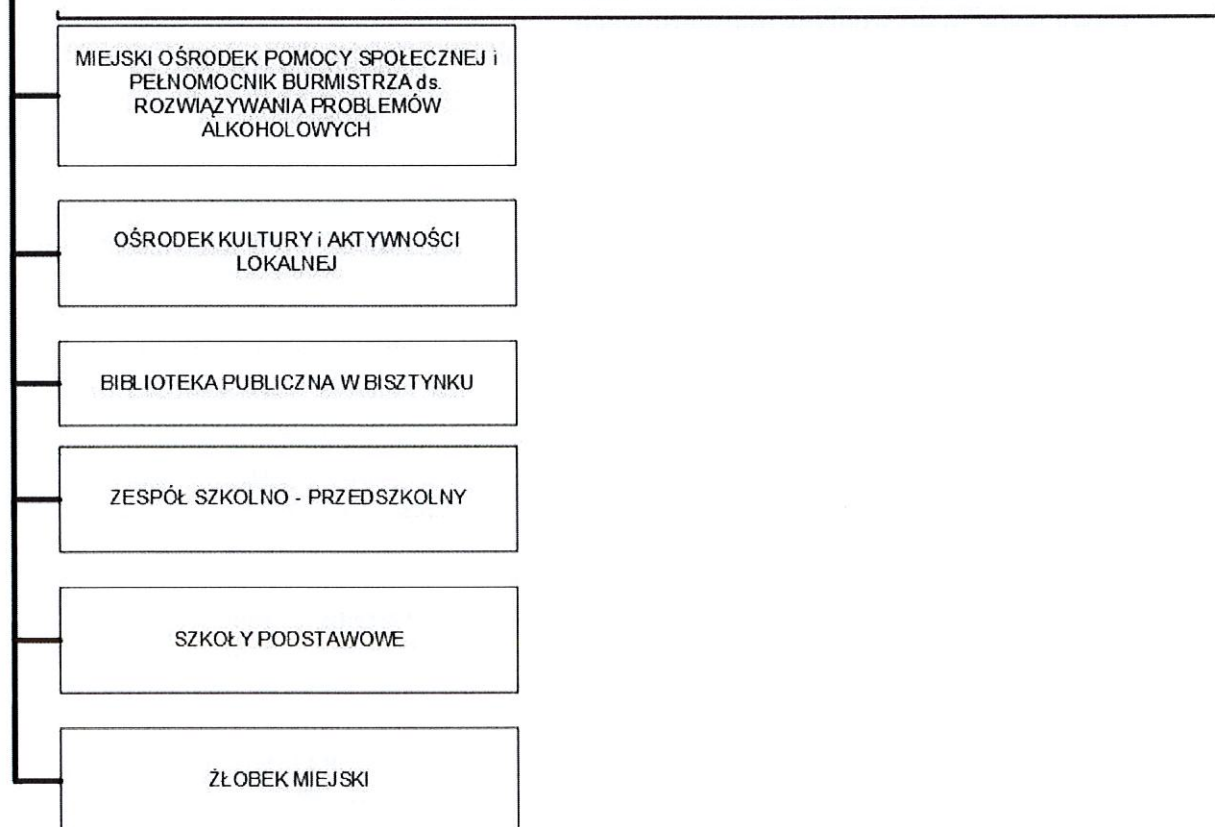 MIEJSKI OŚRODEK POMOCY SPOŁECZNEJ i
PEŁNOMOCNIK BURMISTRZA ds.
ROZWIĄZYWANIA PROBLEMÓW
ALKOHOLOWYCH
OŚRODEK KULTURY i AKTYWNOŚCI
LOKALNEJ
BIBLIOTEKA PUBLICZNA W BISZTYNKU
ZESPÓŁ SZKOLNO - PRZEDSZKOLNY
SZKOŁY PODSTAWOWE
ŻŁOBEK MIEJSKI